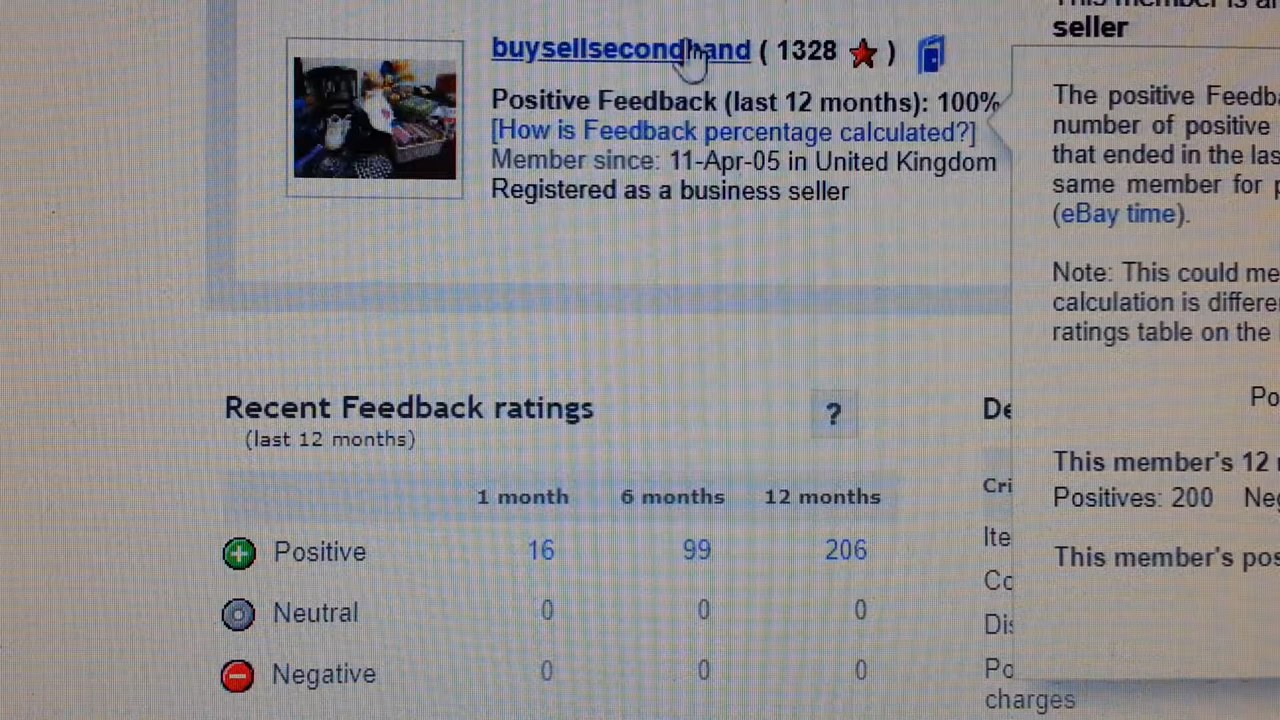 buysellsecondhand ( 1328 )
Positive Feedback (last 12 months): 100%
[How is Feedback percentage calculated?]
Member since: 11-Apr-05 in United Kingdom
Registered as a business seller
seller
The positive Feedb
number of positive
that ended in the las
same member for p
(eBay time).
Note: This could me
calculation is differe
ratings table on the
Po
This member's 12
Positives: 200 Neg
This member's pos
Recent Feedback ratings ?
(last 12 months)
1 month 6 months 12 months
Positive 16 99 206
Neutral 0 0 0
Negative 0 0 0
De
Cri
Ite
Co
Dis
Po
charges